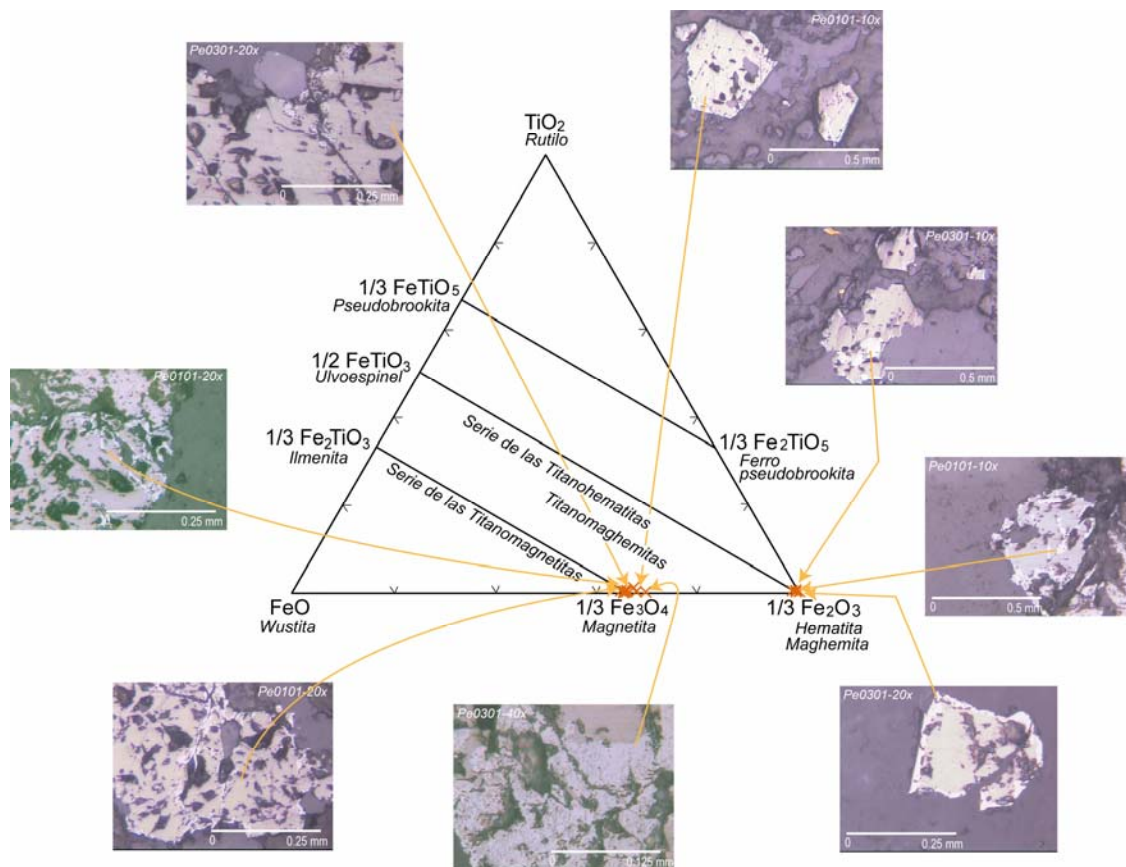 Pe0301-20x
0
0.25 mm
Pe0101-10x
0
0.5 mm
TiO₂
Rutilo
Pe0301-10x
0
0.5 mm
1/3 FeTiO₅
Pseudobrookita
1/2 FeTiO₃
Ulvoespinel
Pe0101-20x
0.25 mm
1/3 Fe₂TiO₃
Ilmenita
Serie de las Titanohematitas
Titanomaghemitas
Serie de las Titanomagnetitas
1/3 Fe₂TiO₅
Ferro
pseudobrookita
Pe0101-10x
0
0.5 mm
FeO
Wustita
1/3 Fe₃O₄
Magnetita
1/3 Fe₂O₃
Hematita
Maghemita
Pe0101-20x
0
0.25 mm
Pe0301-40x
0
0.125 mm
Pe0301-20x
0
0.25 mm